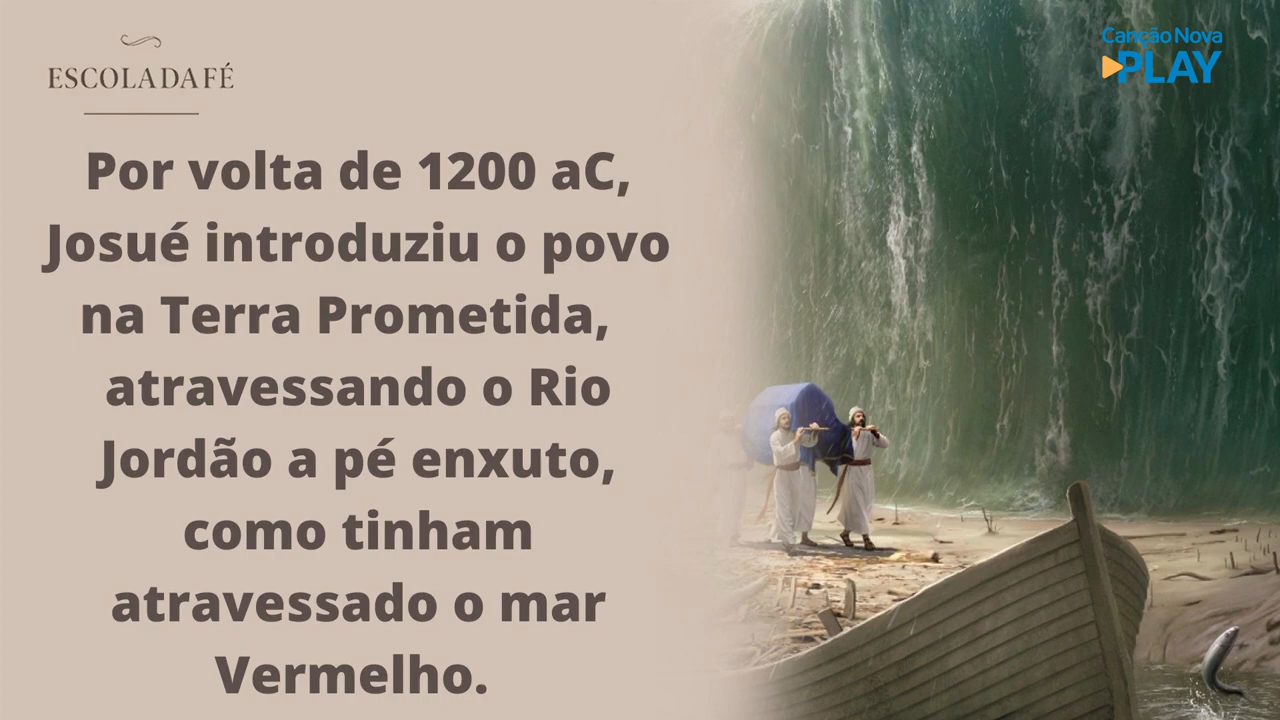 ESCOLADAFÉ
Canção Nova
PLAY
Por volta de 1200 aC,
Josué introduziu o povo
na Terra Prometida,
atravessando o Rio
Jordão a pé enxuto,
como tinham
atravessado o mar
Vermelho.